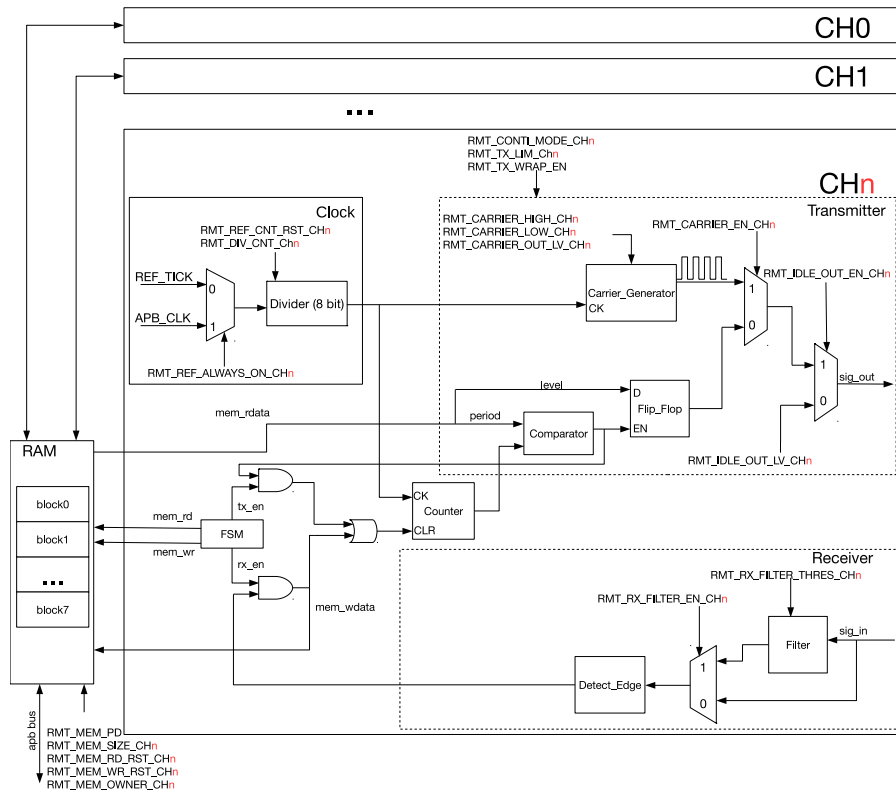 CH0
CH1
...
RMT_CONTI_MODE_CHn
RMT_TX_LIM_Chn
RMT_TX_WRAP_EN
CHn
Transmitter
Clock
RMT_REF_CNT_RST_CHn
RMT_DIV_CNT_Chn
RMT_CARRIER_HIGH_CHn
RMT_CARRIER_LOW_CHn
RMT_CARRIER_OUT_LV_CHn
RMT_CARRIER_EN_CHn
RMT_IDLE_OUT_EN_CHn
REF_TICK
0
Divider (8 bit)
APB_CLK
1
Carrier_Generator
CK
1
0
RMT_REF_ALWAYS_ON_CHn
1
0
sig_out
level
D
Flip_Flop
EN
mem_rdata
period
Comparator
RMT_IDLE_OUT_LV_CHn
RAM
block0
block1
...
block7
mem_rd
mem_wr
FSM
tx_en
rx_en
CK
Counter
CLR
mem_wdata
Receiver
RMT_RX_FILTER_THRES_CHn
RMT_RX_FILTER_EN_CHn
sig_in
Filter
1
0
Detect_Edge
apb bus
RMT_MEM_PD
RMT_MEM_SIZE_CHn
RMT_MEM_RD_RST_CHn
RMT_MEM_WR_RST_CHn
RMT_MEM_OWNER_CHn